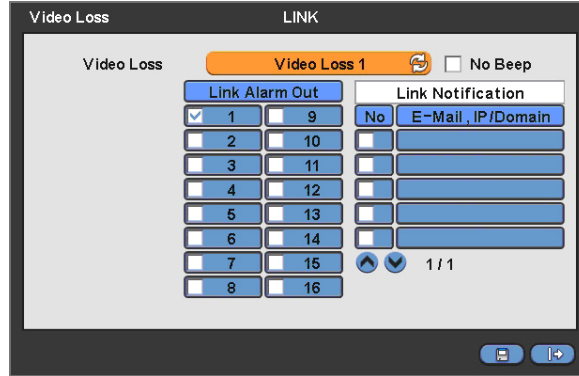 Video Loss LINK
Video Loss Video Loss 1 No Beep
Link Alarm Out Link Notification
1 9 No E-Mail , IP/Domain
2 10
3 11
4 12
5 13
6 14
7 15 1/1
8 16